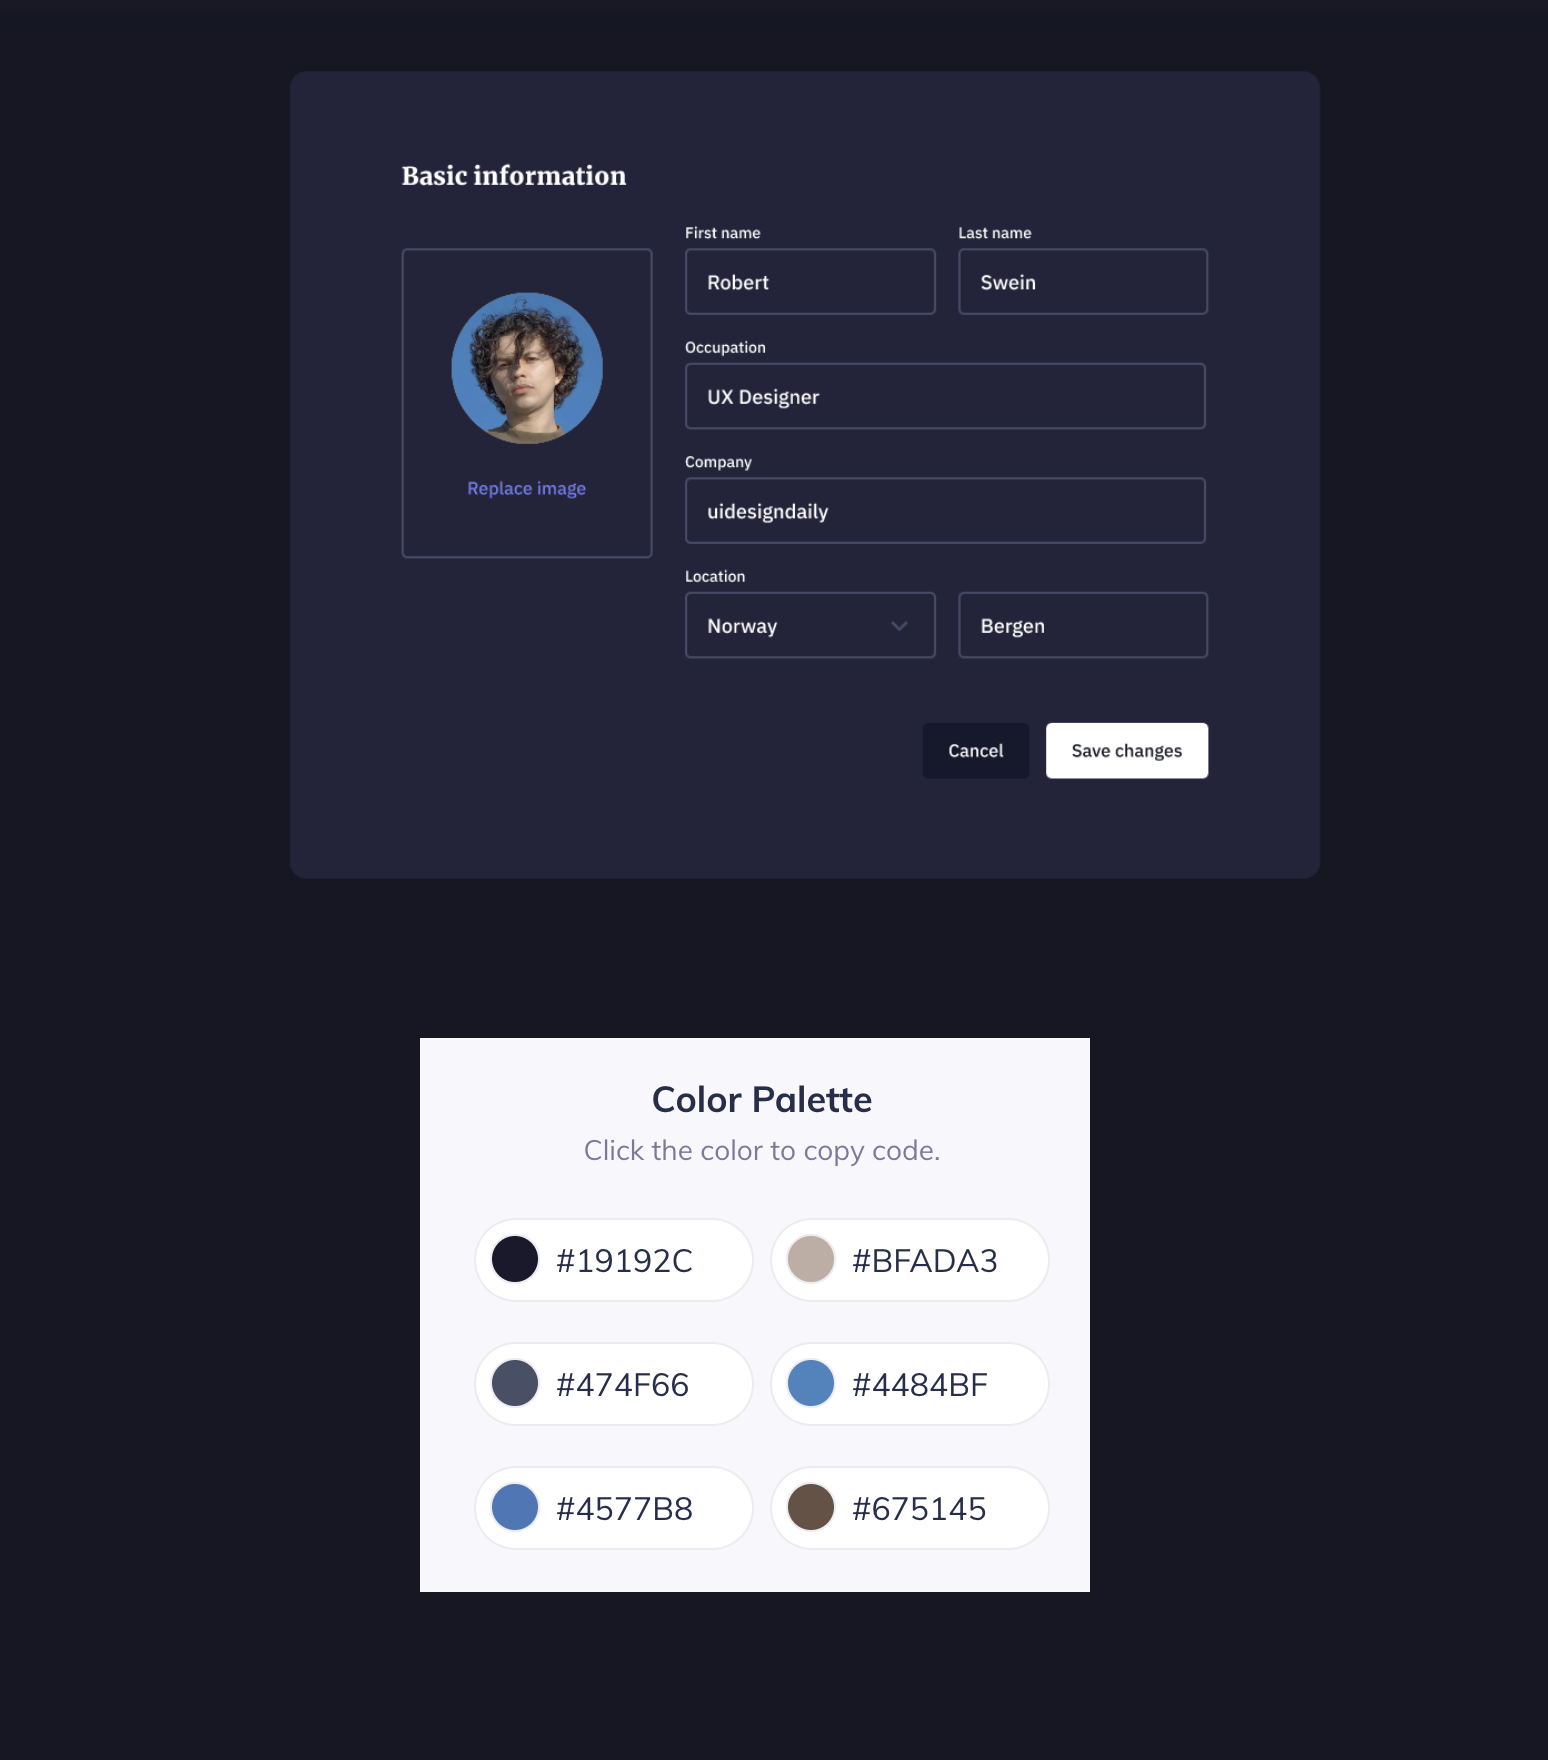 Basic information
First name
Last name
Robert
Swein
Occupation
UX Designer
Company
uidesigndaily
Replace image
Location
Norway
Bergen
Cancel
Save changes
Color Palette
Click the color to copy code.
#19192C
#BFADA3
#474F66
#4484BF
#4577B8
#675145